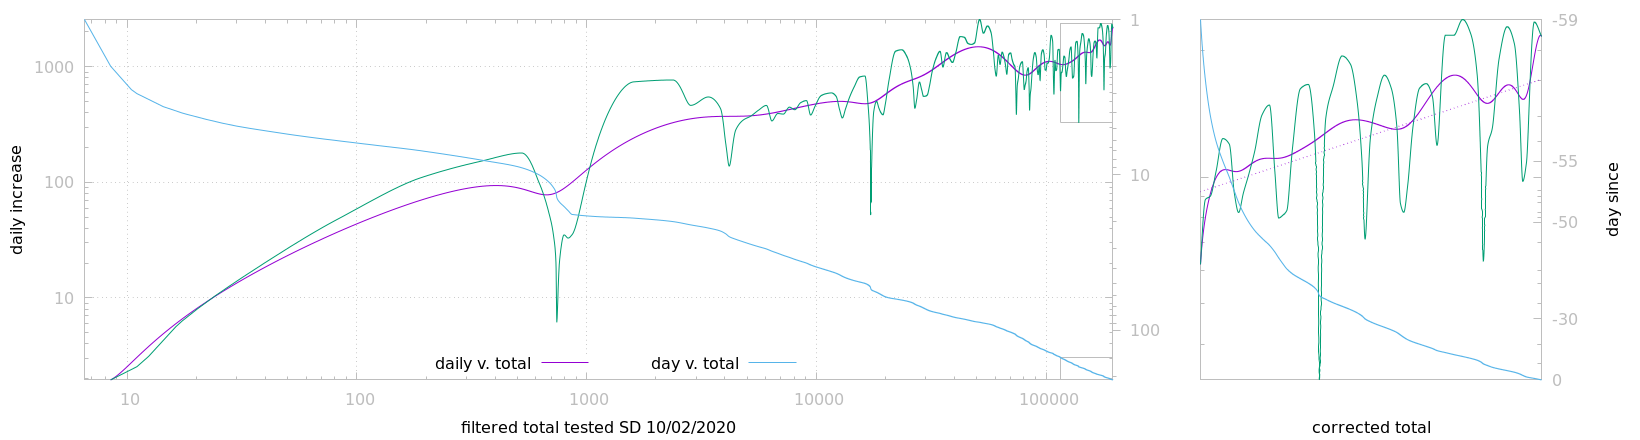 daily increase
1000
100
10
10
100
1000
10000
100000
1
10
100
daily v. total
day v. total
filtered total tested SD 10/02/2020
-59
-55
-50
-30
0
day since
corrected total